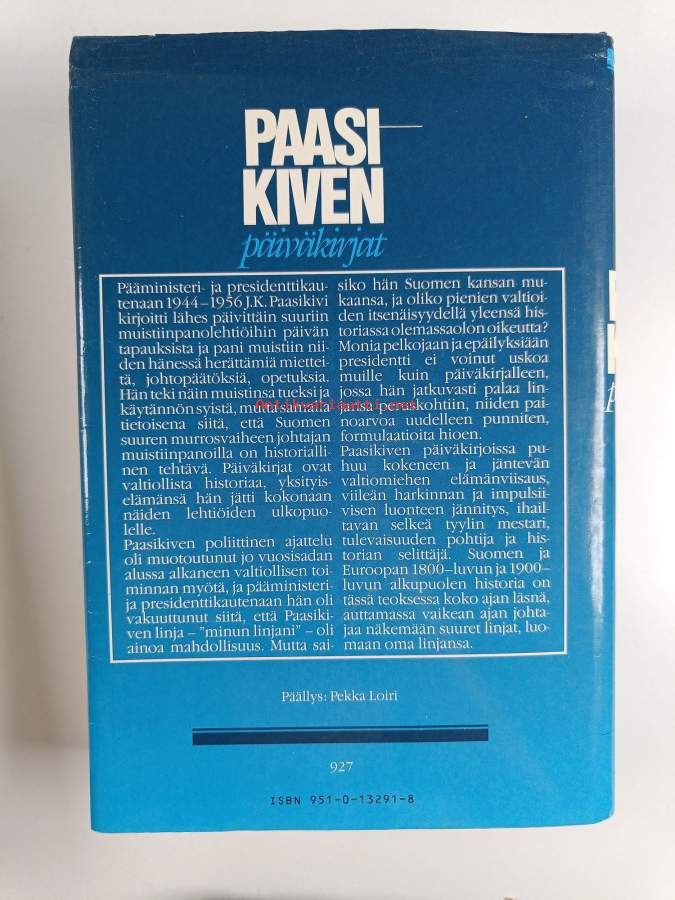 PAASI-
KIVEN
päiväkirjat
Pääministeri- ja presidenttikau-
tenaan 1944–1956 J.K. Paasikivi
kirjoitti lähes päivittäin suuriin
muistiinpanolehtiöihin päivän
tapauksista ja pani muistiin nii-
den hänessä herättämiä miettei-
tä, johtopäätöksiä, opetuksia.
Hän teki näin muistinsa tueksi ja
käytännön syistä, mutta samalla
tietoisena siitä, että Suomen
suuren murrosvaiheen johtajan
muistiinpanoilla on historialli-
nen tehtävä. Päiväkirjat ovat
valtiollista historiaa, yksityis-
elämänsä hän jätti kokonaan
näiden lehtiöiden ulkopuo-
lelle.
Paasikiven poliittinen ajattelu
oli muotoutunut jo vuosisadan
alussa alkaneen valtiollisen toi-
minnan myötä, ja pääministeri-
ja presidenttikautenaan hän oli
vakuuttunut siitä, että Paasiki-
ven linja – "minun linjani" – oli
ainoa mahdollisuus. Mutta sai-
siko hän Suomen kansan mu-
kaansa, ja oliko pienien valtioi-
den itsenäisyydellä yleensä his-
toriassa olemassaolon oikeutta?
Monia pelkojaan ja epäilyksiään
presidentti ei voinut uskoa
muille kuin päiväkirjalleen,
jossa hän jatkuvasti palaa lin-
jansa peruskohtiin, niiden pai-
noarvoa uudelleen punniten,
formulaatioita hioen.
Paasikiven päiväkirjoissa pu-
huu kokeneen ja jäntevän
valtiomiehen elämänviisaus,
viileän harkinnan ja impulsii-
visen luonteen jännitys, ihail-
tavan selkeä tyylin mestari,
tulevaisuuden pohtija ja his-
torian selittäjä. Suomen ja
Euroopan 1800–luvun ja 1900–
luvun alkupuolen historia on
tässä teoksessa koko ajan läsnä,
auttamassa vaikean ajan johta-
jaa näkemään suuret linjat, luo-
maan oma linjansa.
Antikvariaatti.net
Päällys: Pekka Loiri
927
ISBN 951-0-13291-8